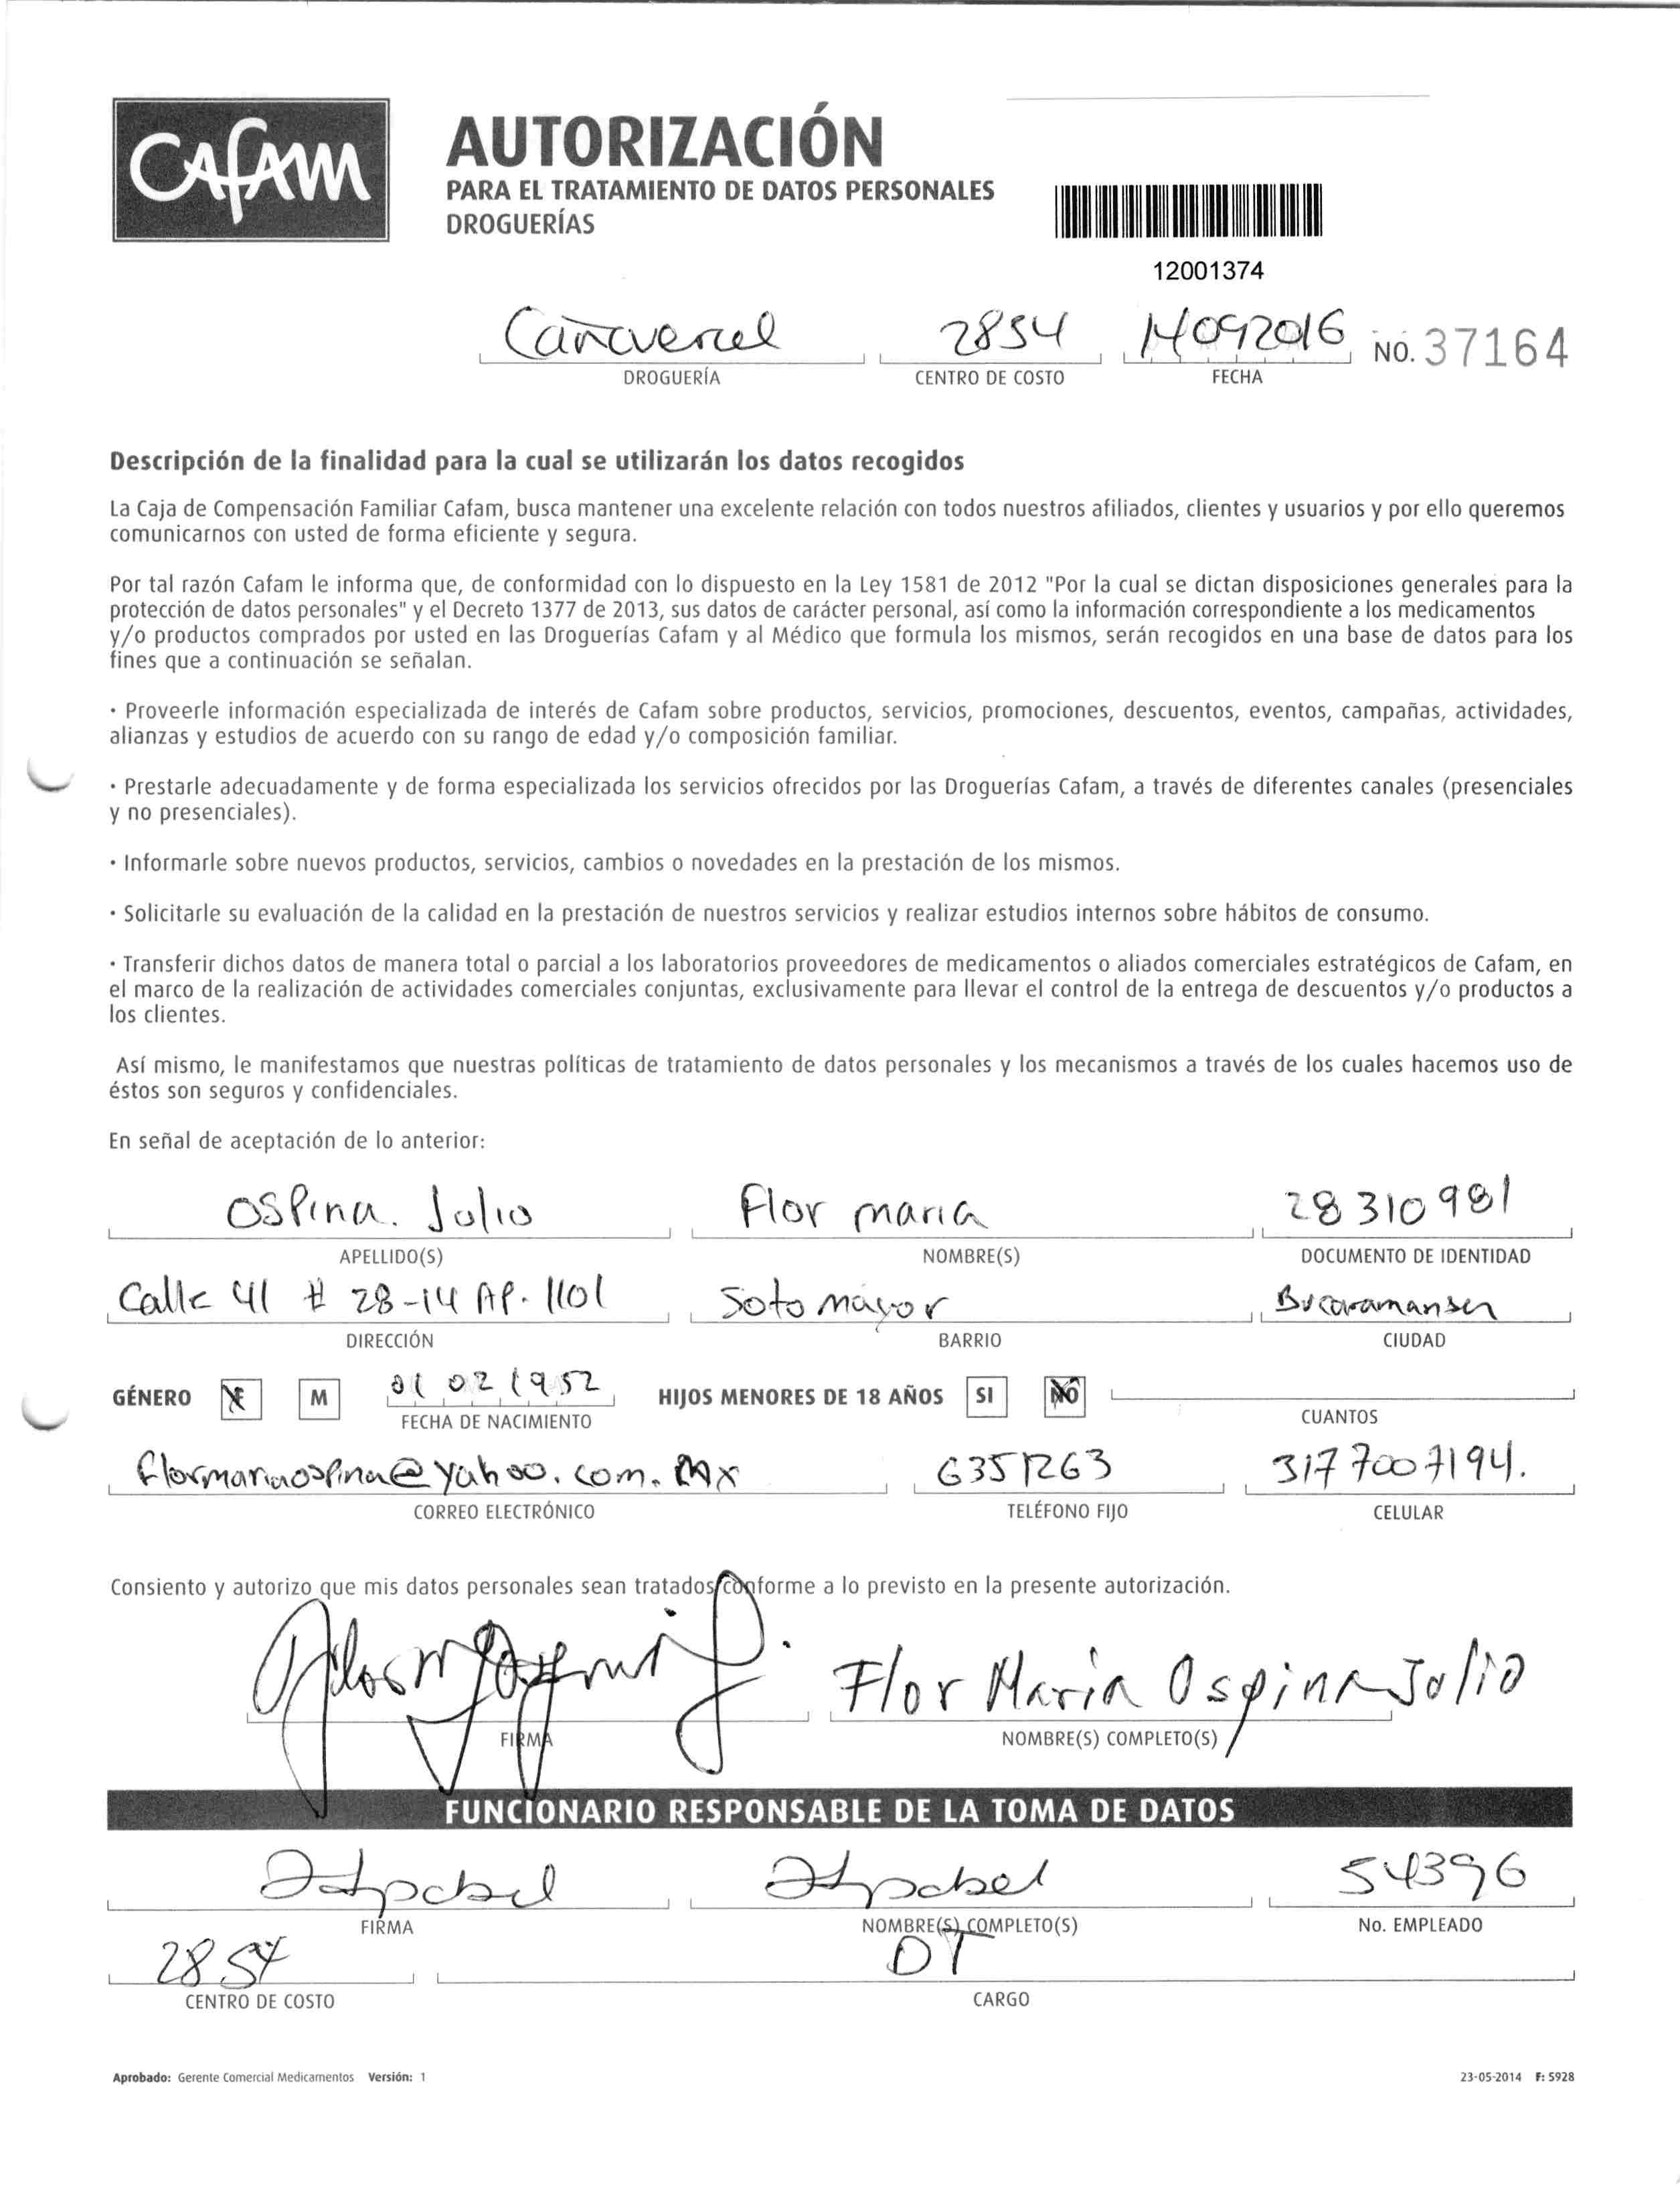 CAfAM
AUTORIZACIÓN
PARA EL TRATAMIENTO DE DATOS PERSONALES
DROGUERÍAS
12001374
Cañaveral 2854 14092016 NO. 37164
DROGUERÍA CENTRO DE COSTO FECHA
Descripción de la finalidad para la cual se utilizarán los datos recogidos
La Caja de Compensación Familiar Cafam, busca mantener una excelente relación con todos nuestros afiliados, clientes y usuarios y por ello queremos
comunicarnos con usted de forma eficiente y segura.
Por tal razón Cafam le informa que, de conformidad con lo dispuesto en la Ley 1581 de 2012 "Por la cual se dictan disposiciones generales para la
protección de datos personales" y el Decreto 1377 de 2013, sus datos de carácter personal, así como la información correspondiente a los medicamentos
y/o productos comprados por usted en las Droguerías Cafam y al Médico que formula los mismos, serán recogidos en una base de datos para los
fines que a continuación se señalan.
· Proveerle información especializada de interés de Cafam sobre productos, servicios, promociones, descuentos, eventos, campañas, actividades,
alianzas y estudios de acuerdo con su rango de edad y/o composición familiar.
· Prestarle adecuadamente y de forma especializada los servicios ofrecidos por las Droguerías Cafam, a través de diferentes canales (presenciales
y no presenciales).
· Informarle sobre nuevos productos, servicios, cambios o novedades en la prestación de los mismos.
· Solicitarle su evaluación de la calidad en la prestación de nuestros servicios y realizar estudios internos sobre hábitos de consumo.
· Transferir dichos datos de manera total o parcial a los laboratorios proveedores de medicamentos o aliados comerciales estratégicos de Cafam, en
el marco de la realización de actividades comerciales conjuntas, exclusivamente para llevar el control de la entrega de descuentos y/o productos a
los clientes.
Así mismo, le manifestamos que nuestras políticas de tratamiento de datos personales y los mecanismos a través de los cuales hacemos uso de
éstos son seguros y confidenciales.
En señal de aceptación de lo anterior:
OSPina. Julio Flor maria 28310981
APELLIDO(S) NOMBRE(S) DOCUMENTO DE IDENTIDAD
Calle 41 # 28-14 AP. 1101 Soto mayor Bucaramanga
DIRECCIÓN BARRIO CIUDAD
GÉNERO F M 01 02 1952 HIJOS MENORES DE 18 AÑOS SI NO
FECHA DE NACIMIENTO CUANTOS
flormariaospina@yahoo.com.Mx 6351263 317 7007194.
CORREO ELECTRÓNICO TELÉFONO FIJO CELULAR
Consiento y autorizo que mis datos personales sean tratados conforme a lo previsto en la presente autorización.
Flor Maria Ospina Julio
FIRMA NOMBRE(S) COMPLETO(S)
FUNCIONARIO RESPONSABLE DE LA TOMA DE DATOS
54396
FIRMA NOMBRE(S) COMPLETO(S) No. EMPLEADO
2854 DT
CENTRO DE COSTO CARGO
Aprobado: Gerente Comercial Medicamentos Versión: 1 23-05-2014 F: 5928